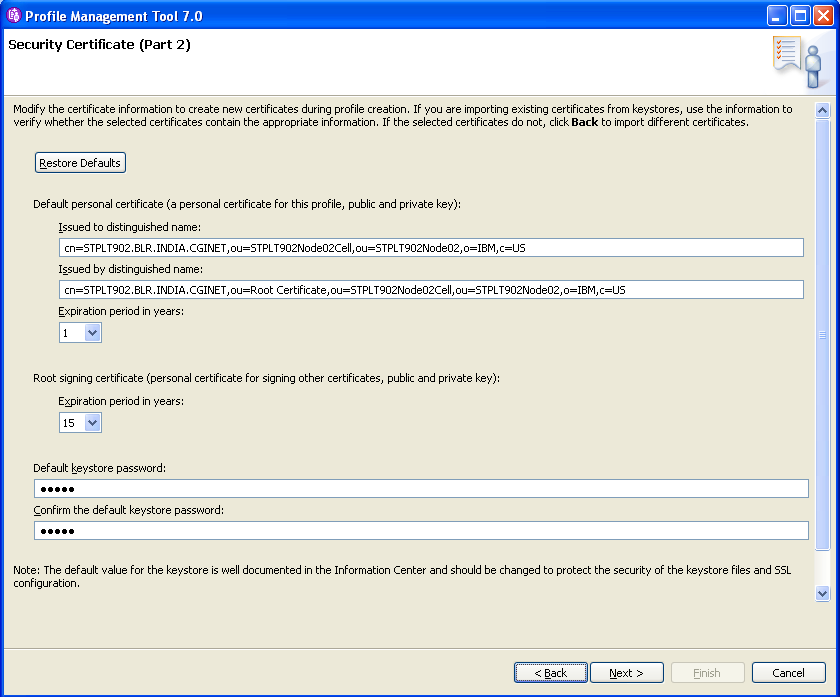 Profile Management Tool 7.0
Security Certificate (Part 2)
Modify the certificate information to create new certificates during profile creation. If you are importing existing certificates from keystores, use the information to
verify whether the selected certificates contain the appropriate information. If the selected certificates do not, click Back to import different certificates.
Restore Defaults
Default personal certificate (a personal certificate for this profile, public and private key):
Issued to distinguished name:
cn=STPLT902.BLR.INDIA.CGINET,ou=STPLT902Node02Cell,ou=STPLT902Node02,o=IBM,c=US
Issued by distinguished name:
cn=STPLT902.BLR.INDIA.CGINET,ou=Root Certificate,ou=STPLT902Node02Cell,ou=STPLT902Node02,o=IBM,c=US
Expiration period in years:
1
Root signing certificate (personal certificate for signing other certificates, public and private key):
Expiration period in years:
15
Default keystore password:
●●●●●
Confirm the default keystore password:
●●●●●
Note: The default value for the keystore is well documented in the Information Center and should be changed to protect the security of the keystore files and SSL
configuration.
< Back Next > Finish Cancel